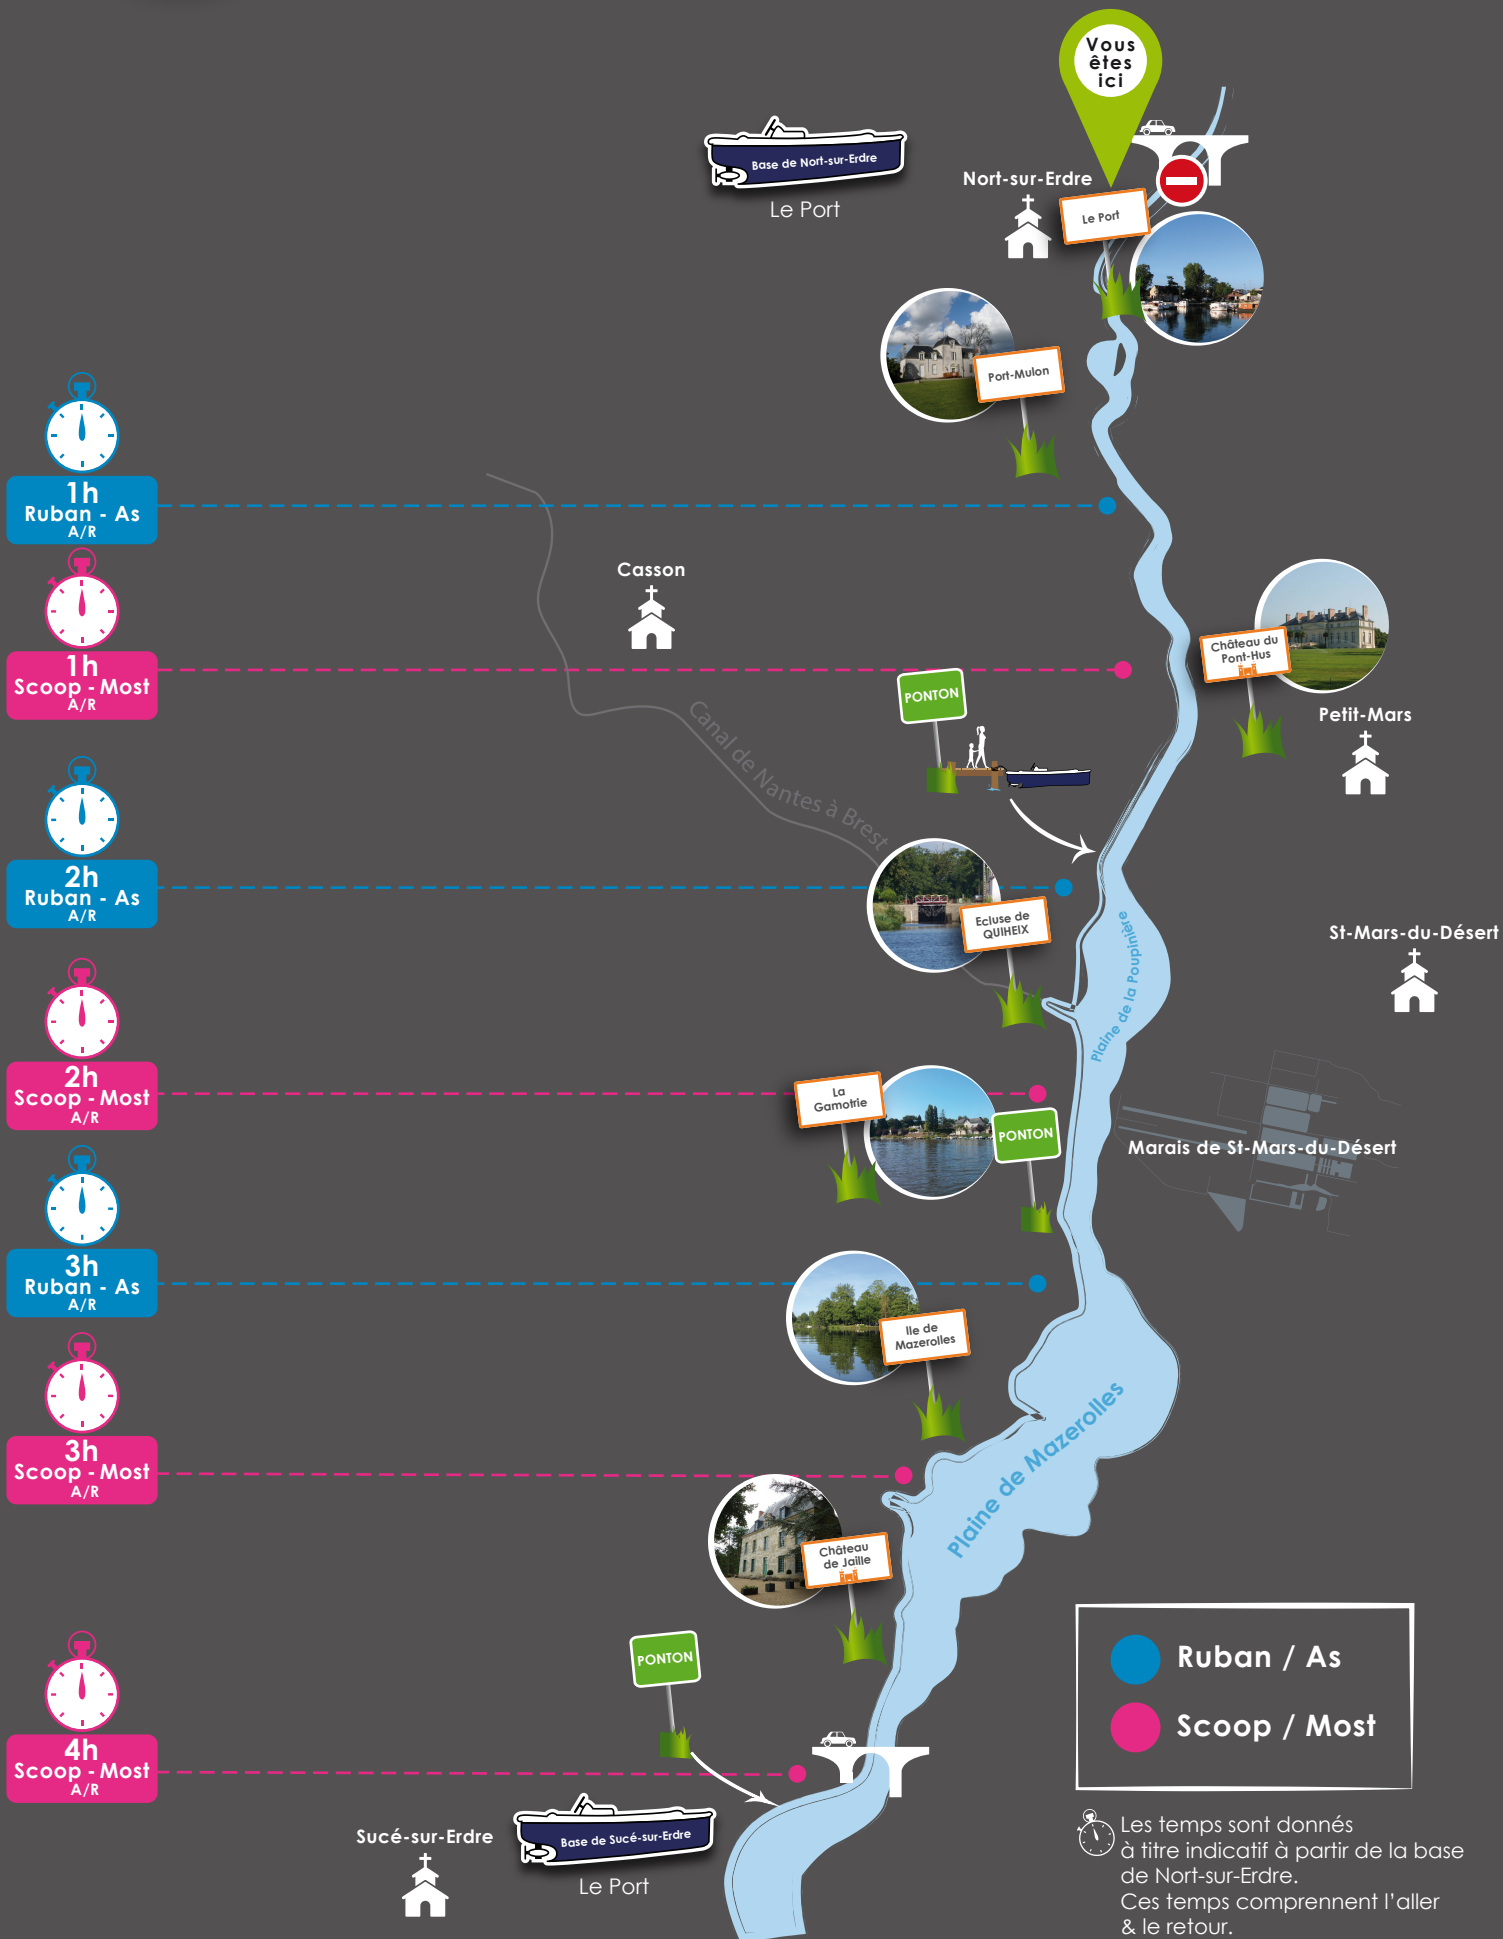 Vous
êtes
ici
Base de Nort-sur-Erdre
Le Port
Nort-sur-Erdre
Le Port
Port-Mulon
1h
Ruban - As
A/R
Casson
1h
Scoop - Most
A/R
Château du
Pont-Hus
PONTON
Petit-Mars
Canal de Nantes à Brest
2h
Ruban - As
A/R
Ecluse de
QUIHEIX
Plaine de la Poupinière
St-Mars-du-Désert
2h
Scoop - Most
A/R
La
Gamotrie
PONTON
Marais de St-Mars-du-Désert
3h
Ruban - As
A/R
Ile de
Mazerolles
Plaine de Mazerolles
3h
Scoop - Most
A/R
Château
de Jaille
PONTON
4h
Scoop - Most
A/R
Sucé-sur-Erdre
Base de Sucé-sur-Erdre
Le Port
Ruban / As
Scoop / Most
Les temps sont donnés
à titre indicatif à partir de la base
de Nort-sur-Erdre.
Ces temps comprennent l'aller
& le retour.